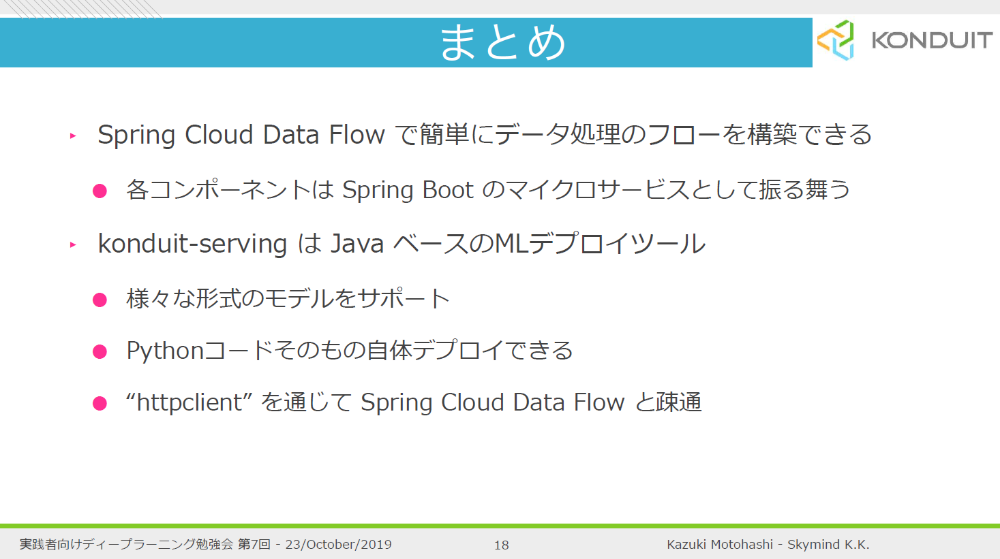 まとめ
KONDUIT
Spring Cloud Data Flow で簡単にデータ処理のフローを構築できる
各コンポーネントは Spring Boot のマイクロサービスとして振る舞う
konduit-serving は Java ベースのMLデプロイツール
様々な形式のモデルをサポート
Pythonコードそのもの自体デプロイできる
“httpclient” を通じて Spring Cloud Data Flow と疎通
実践者向けディープラーニング勉強会 第7回 - 23/October/2019
18
Kazuki Motohashi - Skymind K.K.